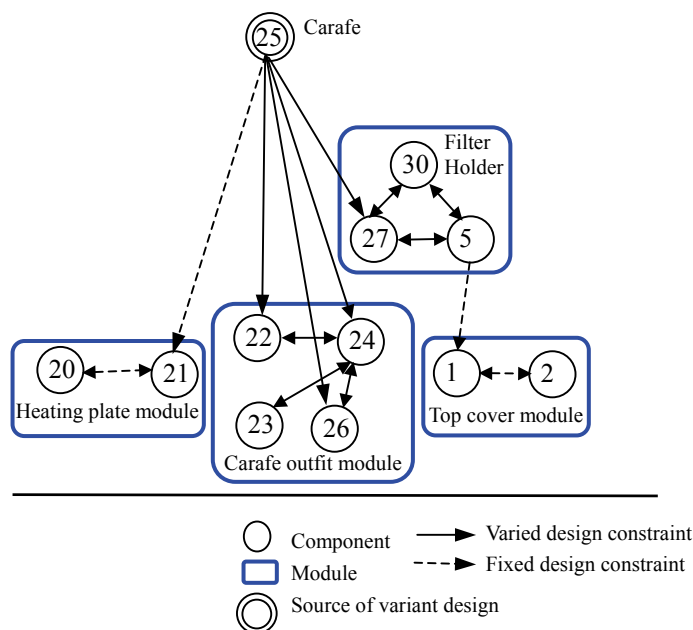 25
Carafe
Filter
Holder
30
27
5
22
24
20
21
1
2
Heating plate module
23
26
Top cover module
Carafe outfit module
Component
Varied design constraint
Module
Fixed design constraint
Source of variant design